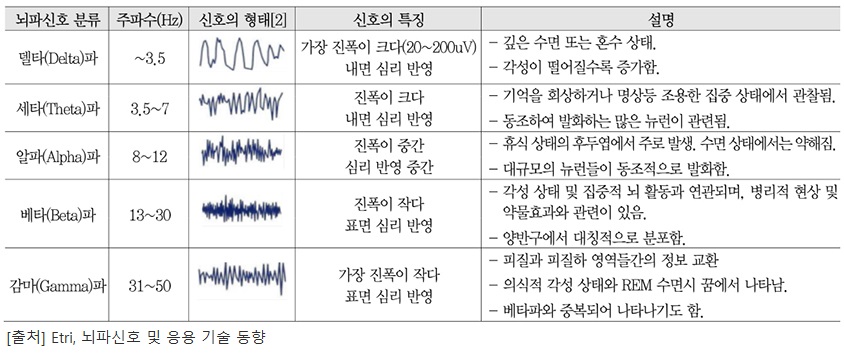 뇌파신호 분류 주파수(Hz) 신호의 형태[2] 신호의 특징 설명
델타(Delta)파 ~3.5 가장 진폭이 크다(20~200uV)
내면 심리 반영
- 깊은 수면 또는 혼수 상태.
- 각성이 떨어질수록 증가함.
세타(Theta)파 3.5~7 진폭이 크다
내면 심리 반영
- 기억을 회상하거나 명상등 조용한 집중 상태에서 관찰됨.
- 동조하여 발화하는 많은 뉴런이 관련됨.
알파(Alpha)파 8~12 진폭이 중간
심리 반영 중간
- 휴식 상태의 후두엽에서 주로 발생. 수면 상태에서는 약해짐.
- 대규모의 뉴런들이 동조적으로 발화함.
베타(Beta)파 13~30 진폭이 작다
표면 심리 반영
- 각성 상태 및 집중적 뇌 활동과 연관되며, 병리적 현상 및
약물효과와 관련이 있음.
- 양반구에서 대칭적으로 분포함.
감마(Gamma)파 31~50 가장 진폭이 작다
표면 심리 반영
- 피질과 피질하 영역들간의 정보 교환
- 의식적 각성 상태와 REM 수면시 꿈에서 나타남.
- 베타파와 중복되어 나타나기도 함.
[출처] Etri, 뇌파신호 및 응용 기술 동향